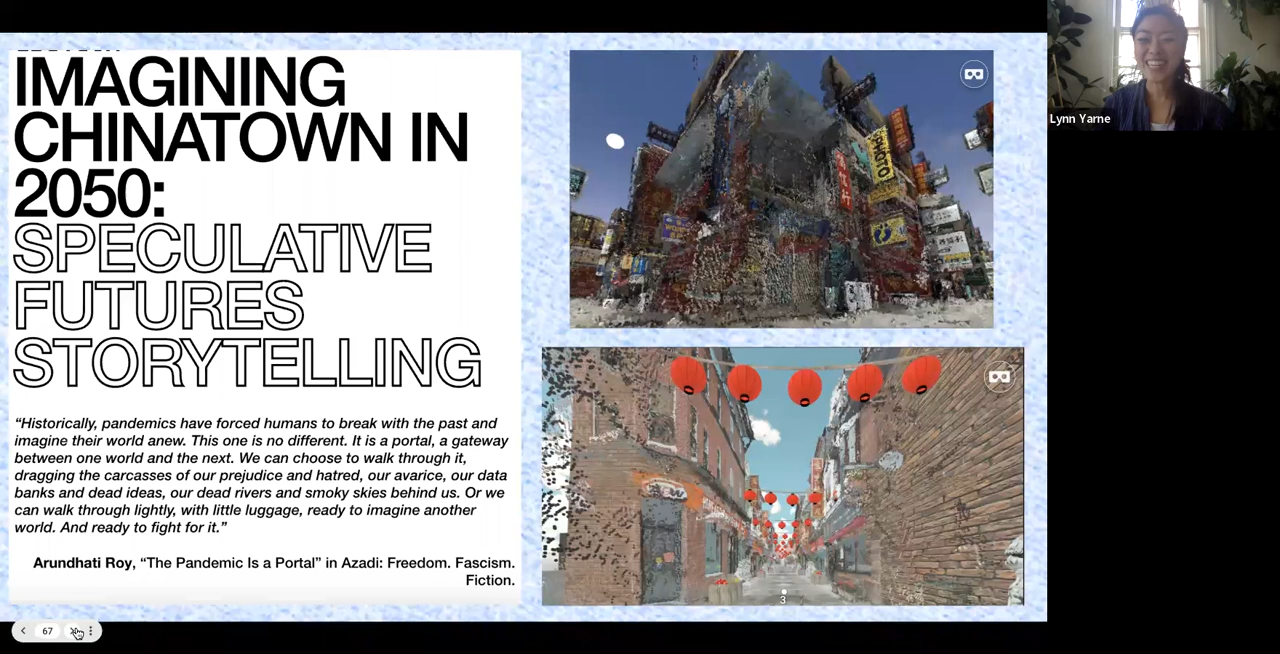 IMAGINING
CHINATOWN IN
2050:
SPECULATIVE
FUTURES
STORYTELLING
“Historically, pandemics have forced humans to break with the past and
imagine their world anew. This one is no different. It is a portal, a gateway
between one world and the next. We can choose to walk through it,
dragging the carcasses of our prejudice and hatred, our avarice, our data
banks and dead ideas, our dead rivers and smoky skies behind us. Or we
can walk through lightly, with little luggage, ready to imagine another
world. And ready to fight for it.”
Arundhati Roy, “The Pandemic Is a Portal” in Azadi: Freedom. Fascism.
Fiction.
PHOTO
3
Lynn Yarne
67